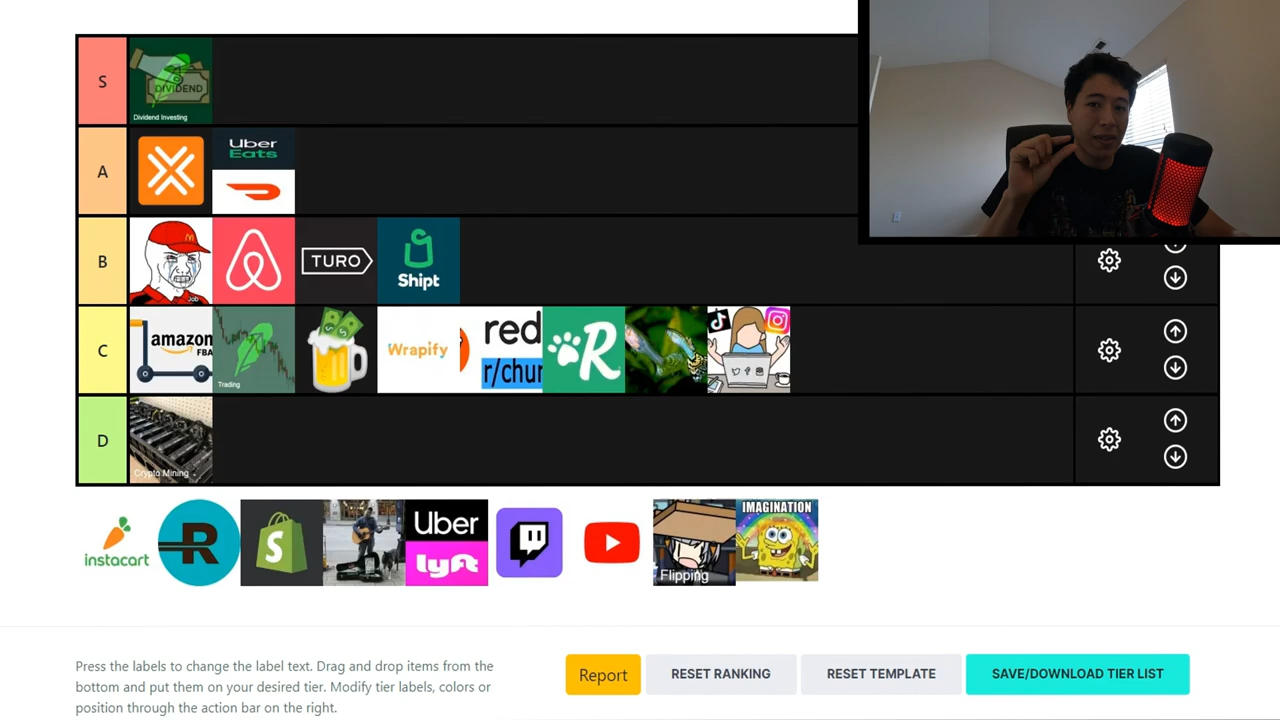 S
DIVIDEND
Dividend Investing
A
Uber
Eats
B
Job
TURO
Shipt
C
amazon
FBA
Trading
Wrapify
red
r/chur
R
D
Crypto Mining
instacart
R
S
Uber
lyft
Flipping
IMAGINATION
Press the labels to change the label text. Drag and drop items from the
bottom and put them on your desired tier. Modify tier labels, colors or
position through the action bar on the right.
Report
RESET RANKING
RESET TEMPLATE
SAVE/DOWNLOAD TIER LIST